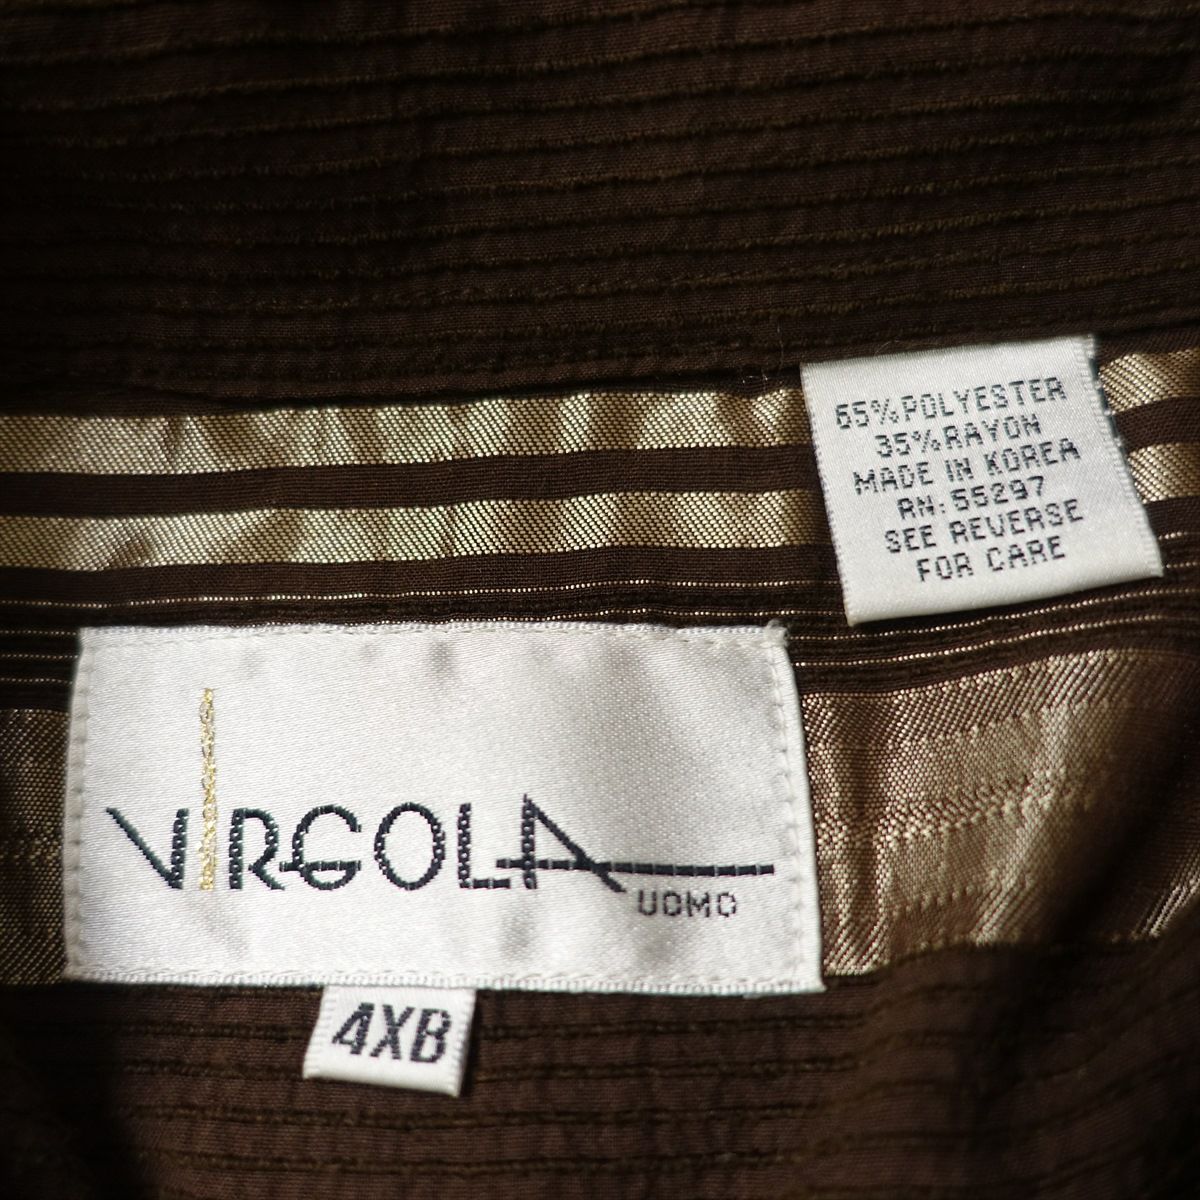 65% POLYESTER
35% RAYON
MADE IN KOREA
RN: 55297
SEE REVERSE
FOR CARE
VIRGOLA
UOMO
4XB